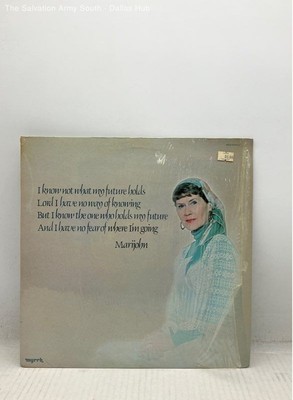 The Salvation Army South - Dallas Hub
I know not what my future holds
Lord I have no way of knowing
But I know the one who holds my future
And I have no fear of where I'm going
Marijohn
myrrh